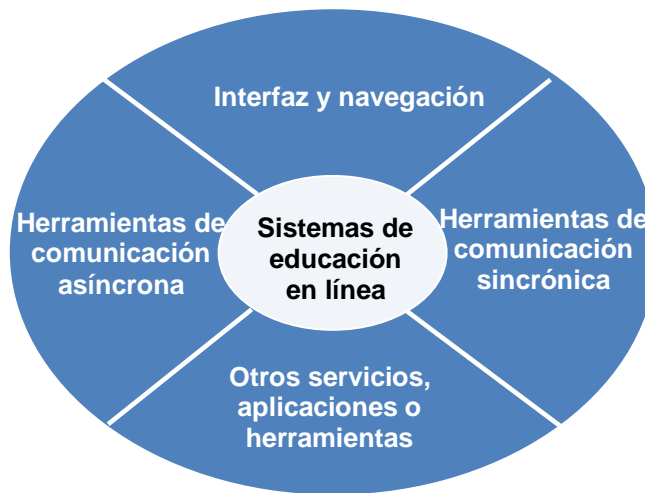 Interfaz y navegación
Herramientas de
comunicación
asíncrona
Sistemas de
educación
en línea
Herramientas de
comunicación
sincrónica
Otros servicios,
aplicaciones o
herramientas